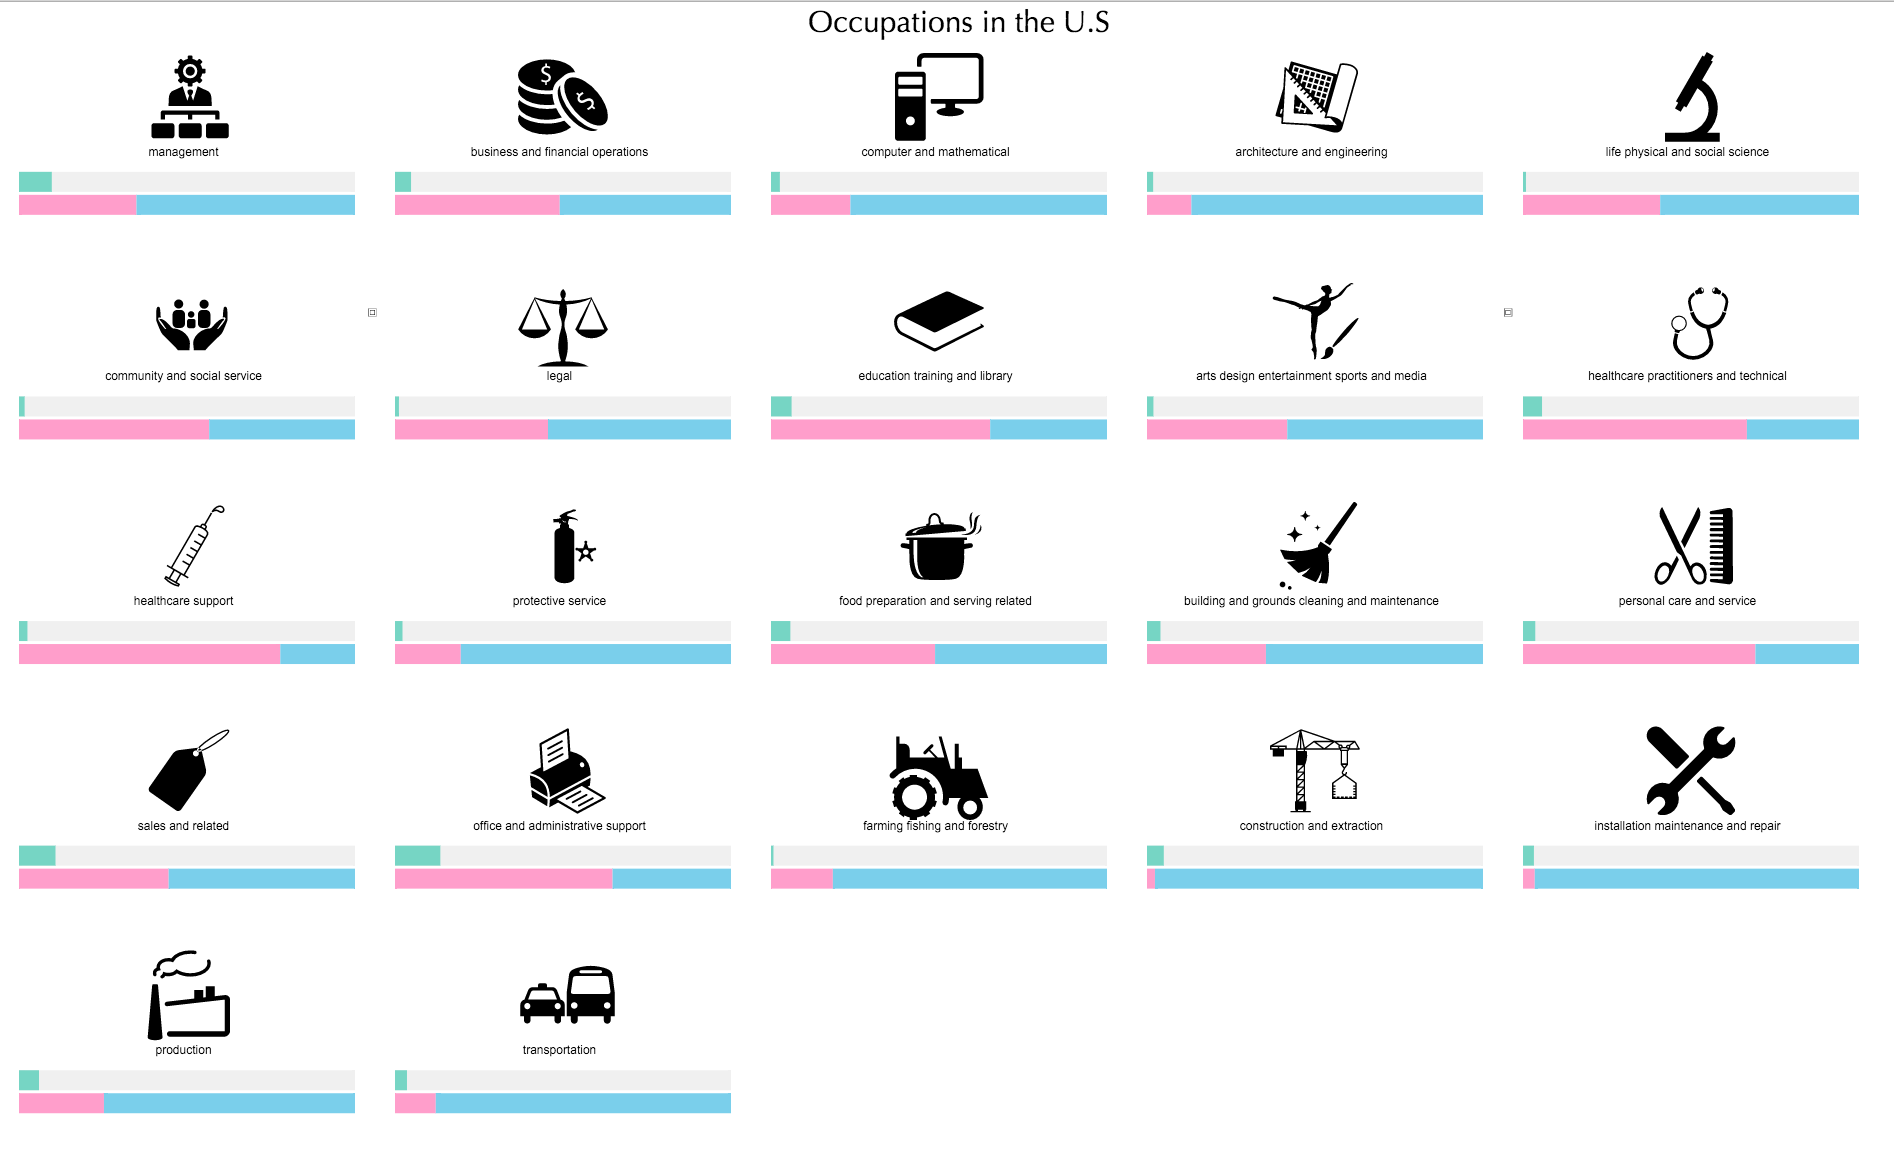 Occupations in the U.S
management
business and financial operations
computer and mathematical
architecture and engineering
life physical and social science
community and social service
legal
education training and library
arts design entertainment sports and media
healthcare practitioners and technical
healthcare support
protective service
food preparation and serving related
building and grounds cleaning and maintenance
personal care and service
sales and related
office and administrative support
farming fishing and forestry
construction and extraction
installation maintenance and repair
production
transportation